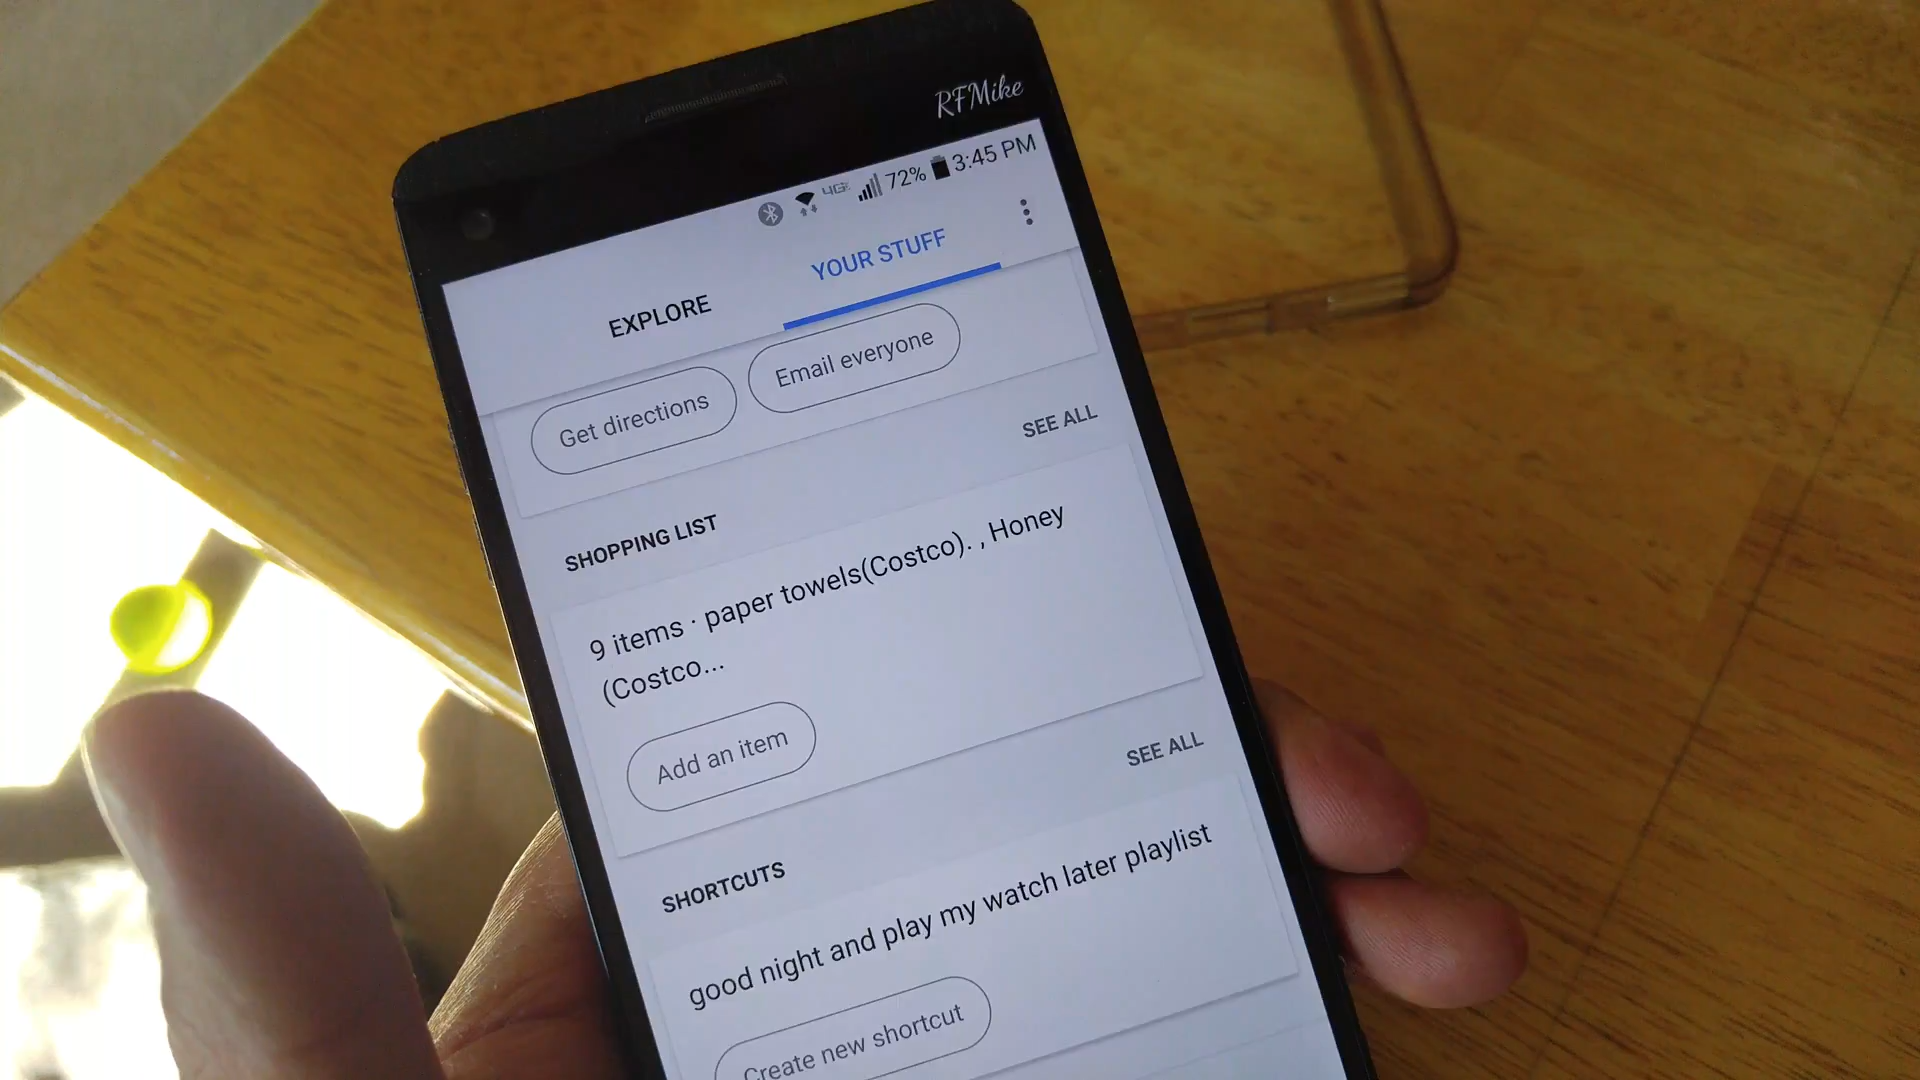 RFMike
4G 72% 3:45 PM
EXPLORE
YOUR STUFF
Get directions
Email everyone
SEE ALL
SHOPPING LIST
9 items · paper towels(Costco). , Honey
(Costco...
Add an item
SEE ALL
SHORTCUTS
good night and play my watch later playlist
Create new shortcut